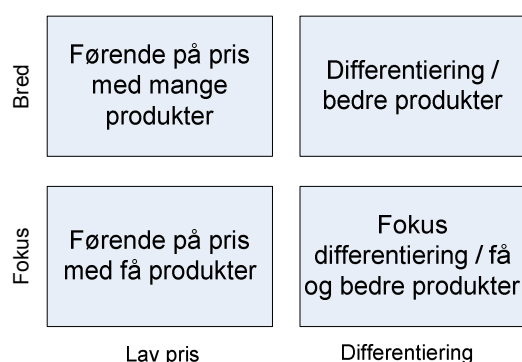 Bred
Førende på pris
med mange
produkter
Differentiering /
bedre produkter
Fokus
Førende på pris
med få produkter
Fokus
differentiering / få
og bedre produkter
Lav pris
Differentiering